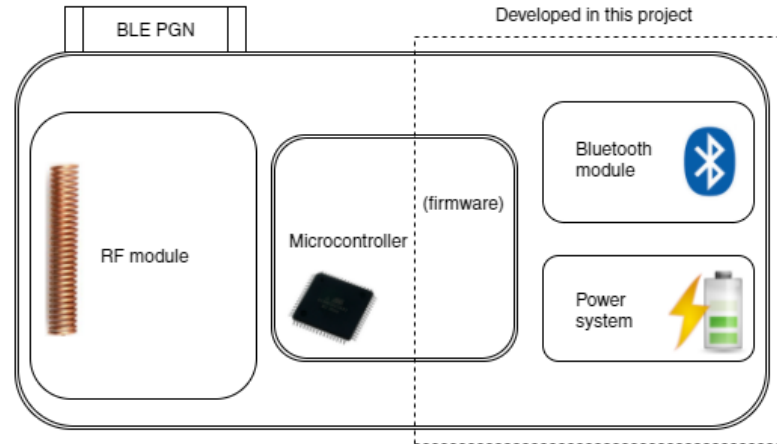 Developed in this project
BLE PGN
Bluetooth
module
(firmware)
Microcontroller
RF module
Power
system